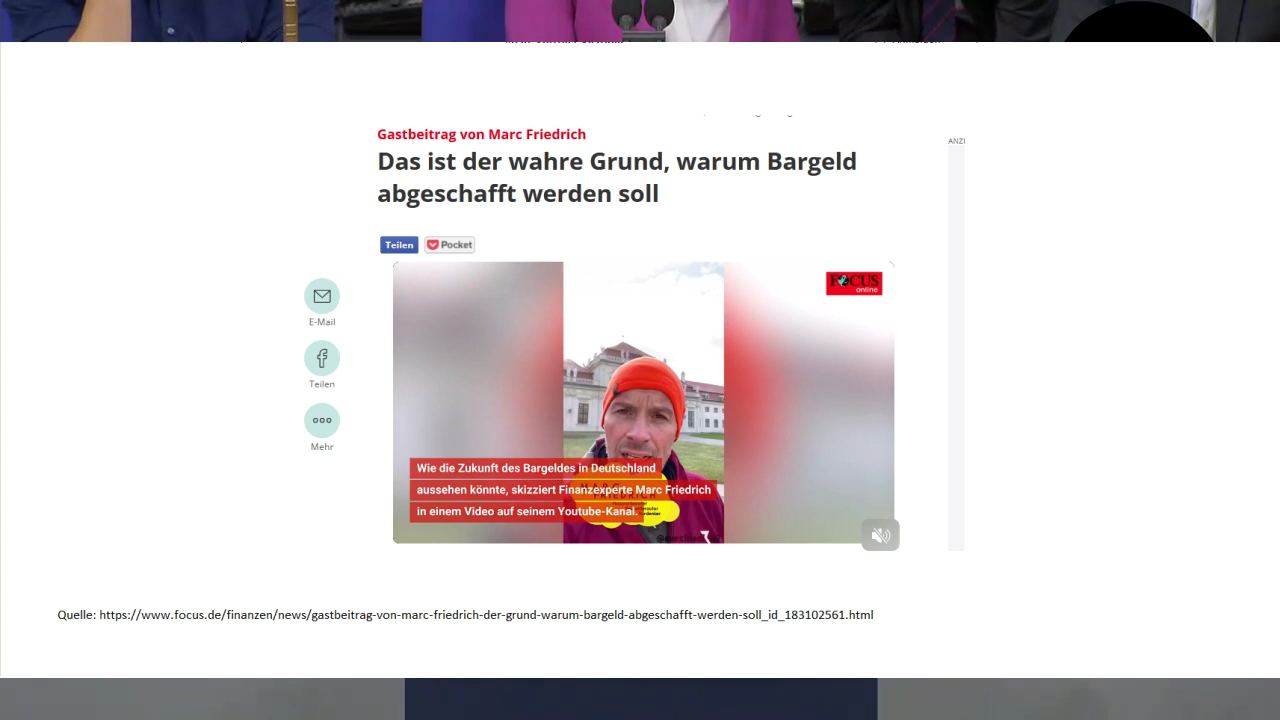 Gastbeitrag von Marc Friedrich
Das ist der wahre Grund, warum Bargeld
abgeschafft werden soll
ANZI
Teilen
Pocket
FOCUS
online
E-Mail
Teilen
Mehr
Wie die Zukunft des Bargeldes in Deutschland
aussehen könnte, skizziert Finanzexperte Marc Friedrich
in einem Video auf seinem Youtube-Kanal.
MARC
FRIEDRICH
Quelle: https://www.focus.de/finanzen/news/gastbeitrag-von-marc-friedrich-der-grund-warum-bargeld-abgeschafft-werden-soll_id_183102561.html